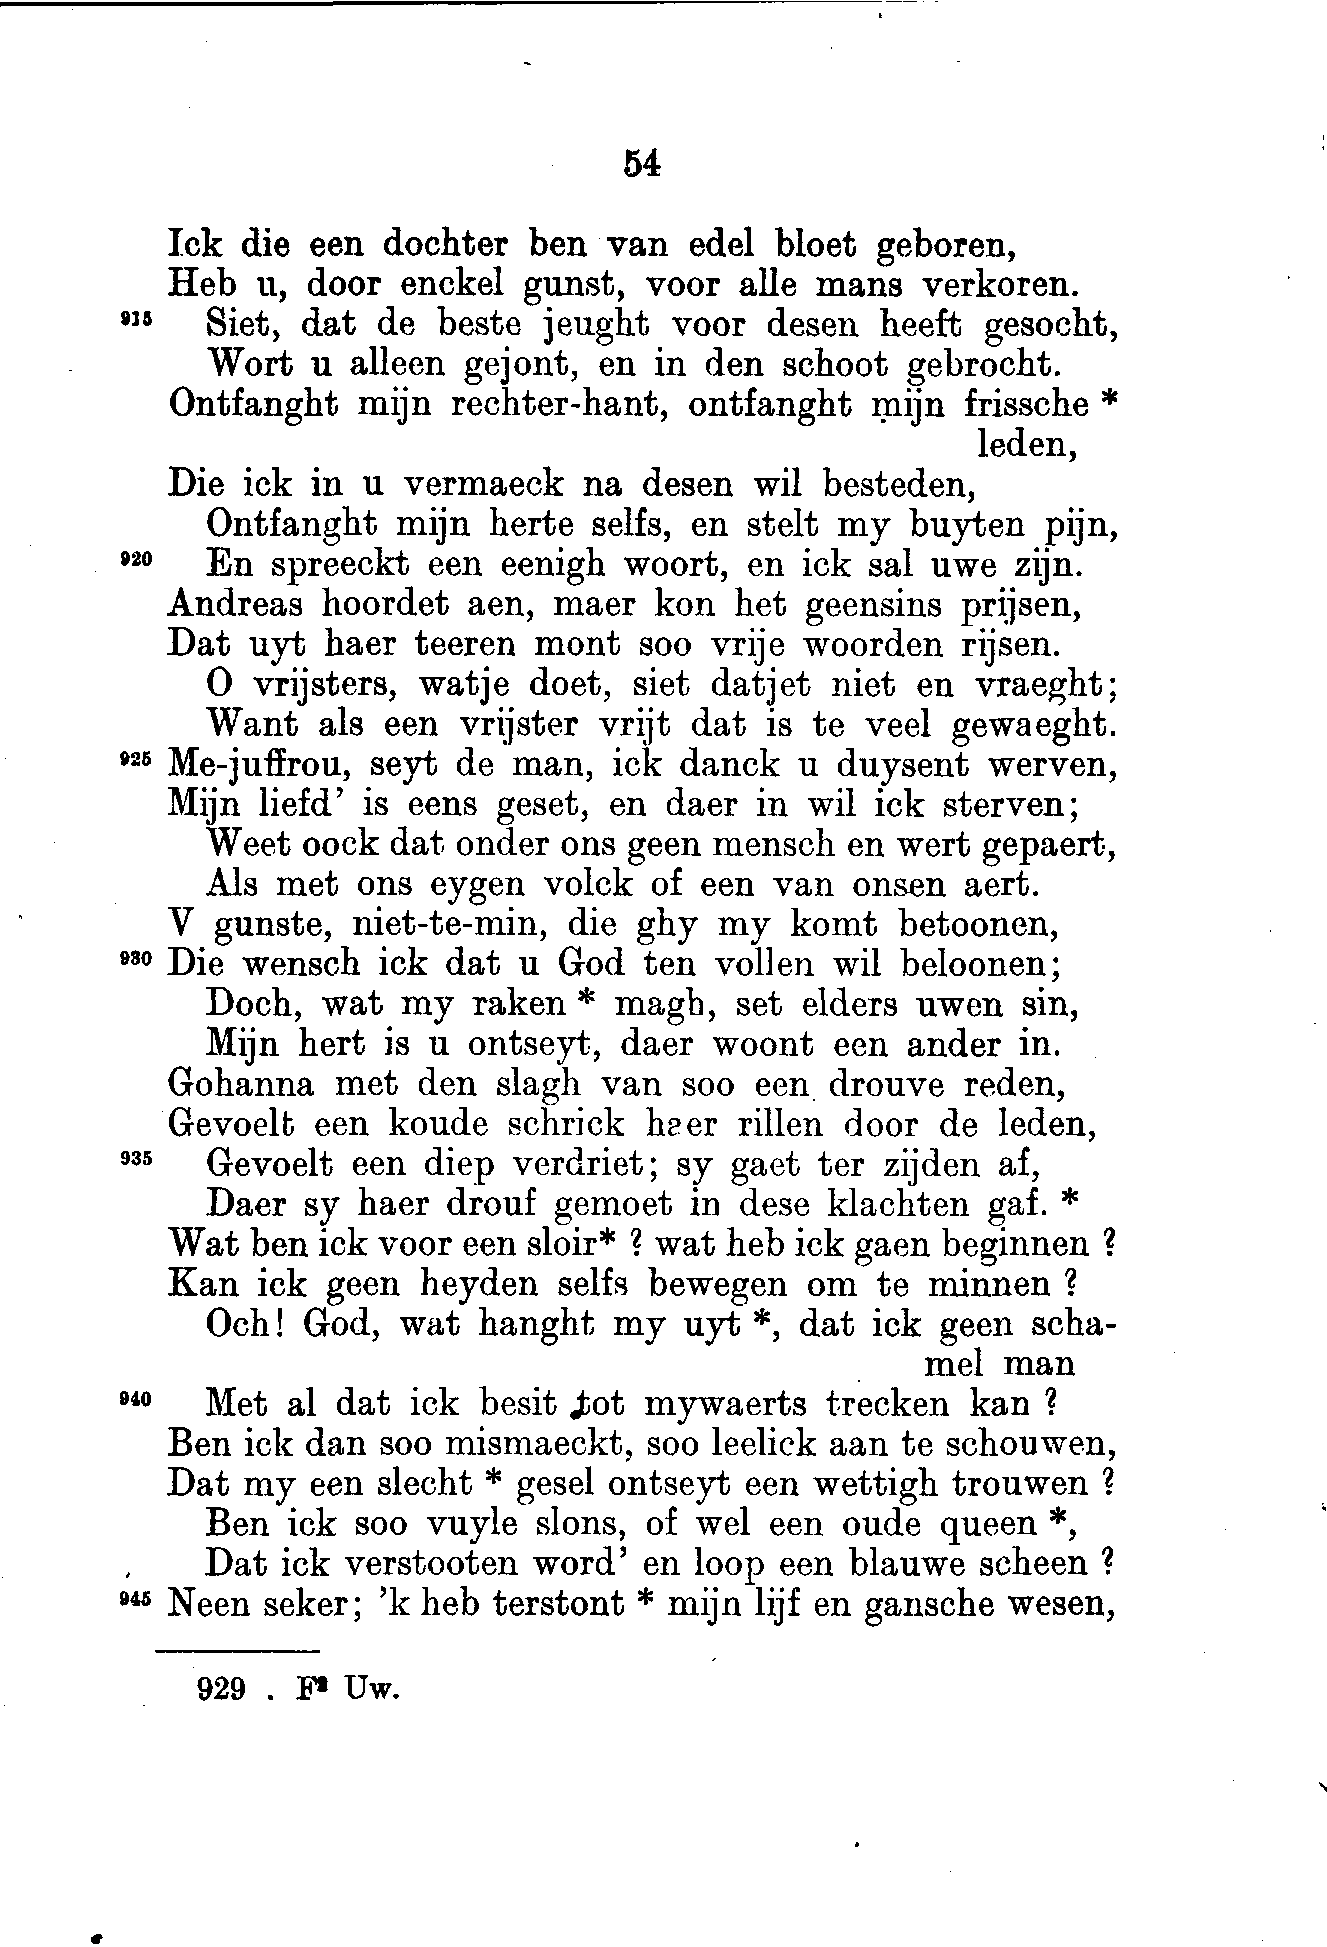 54
Ick die een dochter ben van edel bloet geboren,
Heb u, door enckel gunst, voor alle mans verkoren.
915 Siet, dat de beste jeught voor desen heeft gesocht,
Wort u alleen gejont, en in den schoot gebrocht.
Ontfanght mijn rechter-hant, ontfanght mijn frissche *
leden,
Die ick in u vermaeck na desen wil besteden,
Ontfanght mijn herte selfs, en stelt my buyten pijn,
920 En spreeckt een eenigh woort, en ick sal uwe zijn.
Andreas hoordet aen, maer kon het geensins prijsen,
Dat uyt haer teeren mont soo vrije woorden rijsen.
O vrijsters, watje doet, siet datjet niet en vraeght;
Want als een vrijster vrijt dat is te veel gewaeght.
925 Me-juffrou, seyt de man, ick danck u duysent werven,
Mijn liefd' is eens geset, en daer in wil ick sterven;
Weet oock dat onder ons geen mensch en wert gepaert,
Als met ons eygen volck of een van onsen aert.
V gunste, niet-te-min, die ghy my komt betoonen,
930 Die wensch ick dat u God ten vollen wil beloonen;
Doch, wat my raken * magh, set elders uwen sin,
Mijn hert is u ontseyt, daer woont een ander in.
Gohanna met den slagh van soo een drouve reden,
Gevoelt een koude schrick haer rillen door de leden,
935 Gevoelt een diep verdriet; sy gaet ter zijden af,
Daer sy haer drouf gemoet in dese klachten gaf. *
Wat ben ick voor een sloir* ? wat heb ick gaen beginnen ?
Kan ick geen heyden selfs bewegen om te minnen ?
Och! God, wat hanght my uyt *, dat ick geen scha-
mel man
940 Met al dat ick besit tot mywaerts trecken kan ?
Ben ick dan soo mismaeckt, soo leelick aan te schouwen,
Dat my een slecht * gesel ontseyt een wettigh trouwen ?
Ben ick soo vuyle slons, of wel een oude queen *,
Dat ick verstooten word' en loop een blauwe scheen ?
945 Neen seker; 'k heb terstont * mijn lijf en gansche wesen,
929 . F² Uw.